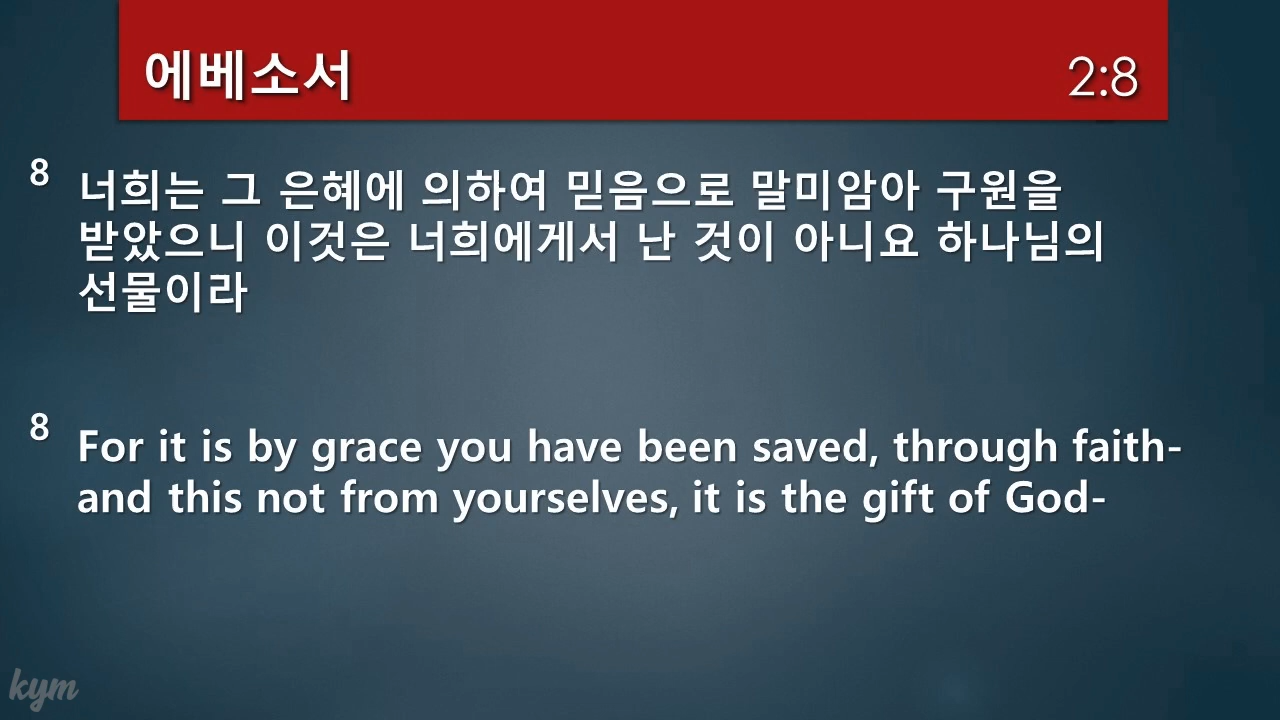 에베소서 2:8
8 너희는 그 은혜에 의하여 믿음으로 말미암아 구원을
받았으니 이것은 너희에게서 난 것이 아니요 하나님의
선물이라
8 For it is by grace you have been saved, through faith-
and this not from yourselves, it is the gift of God-
kym